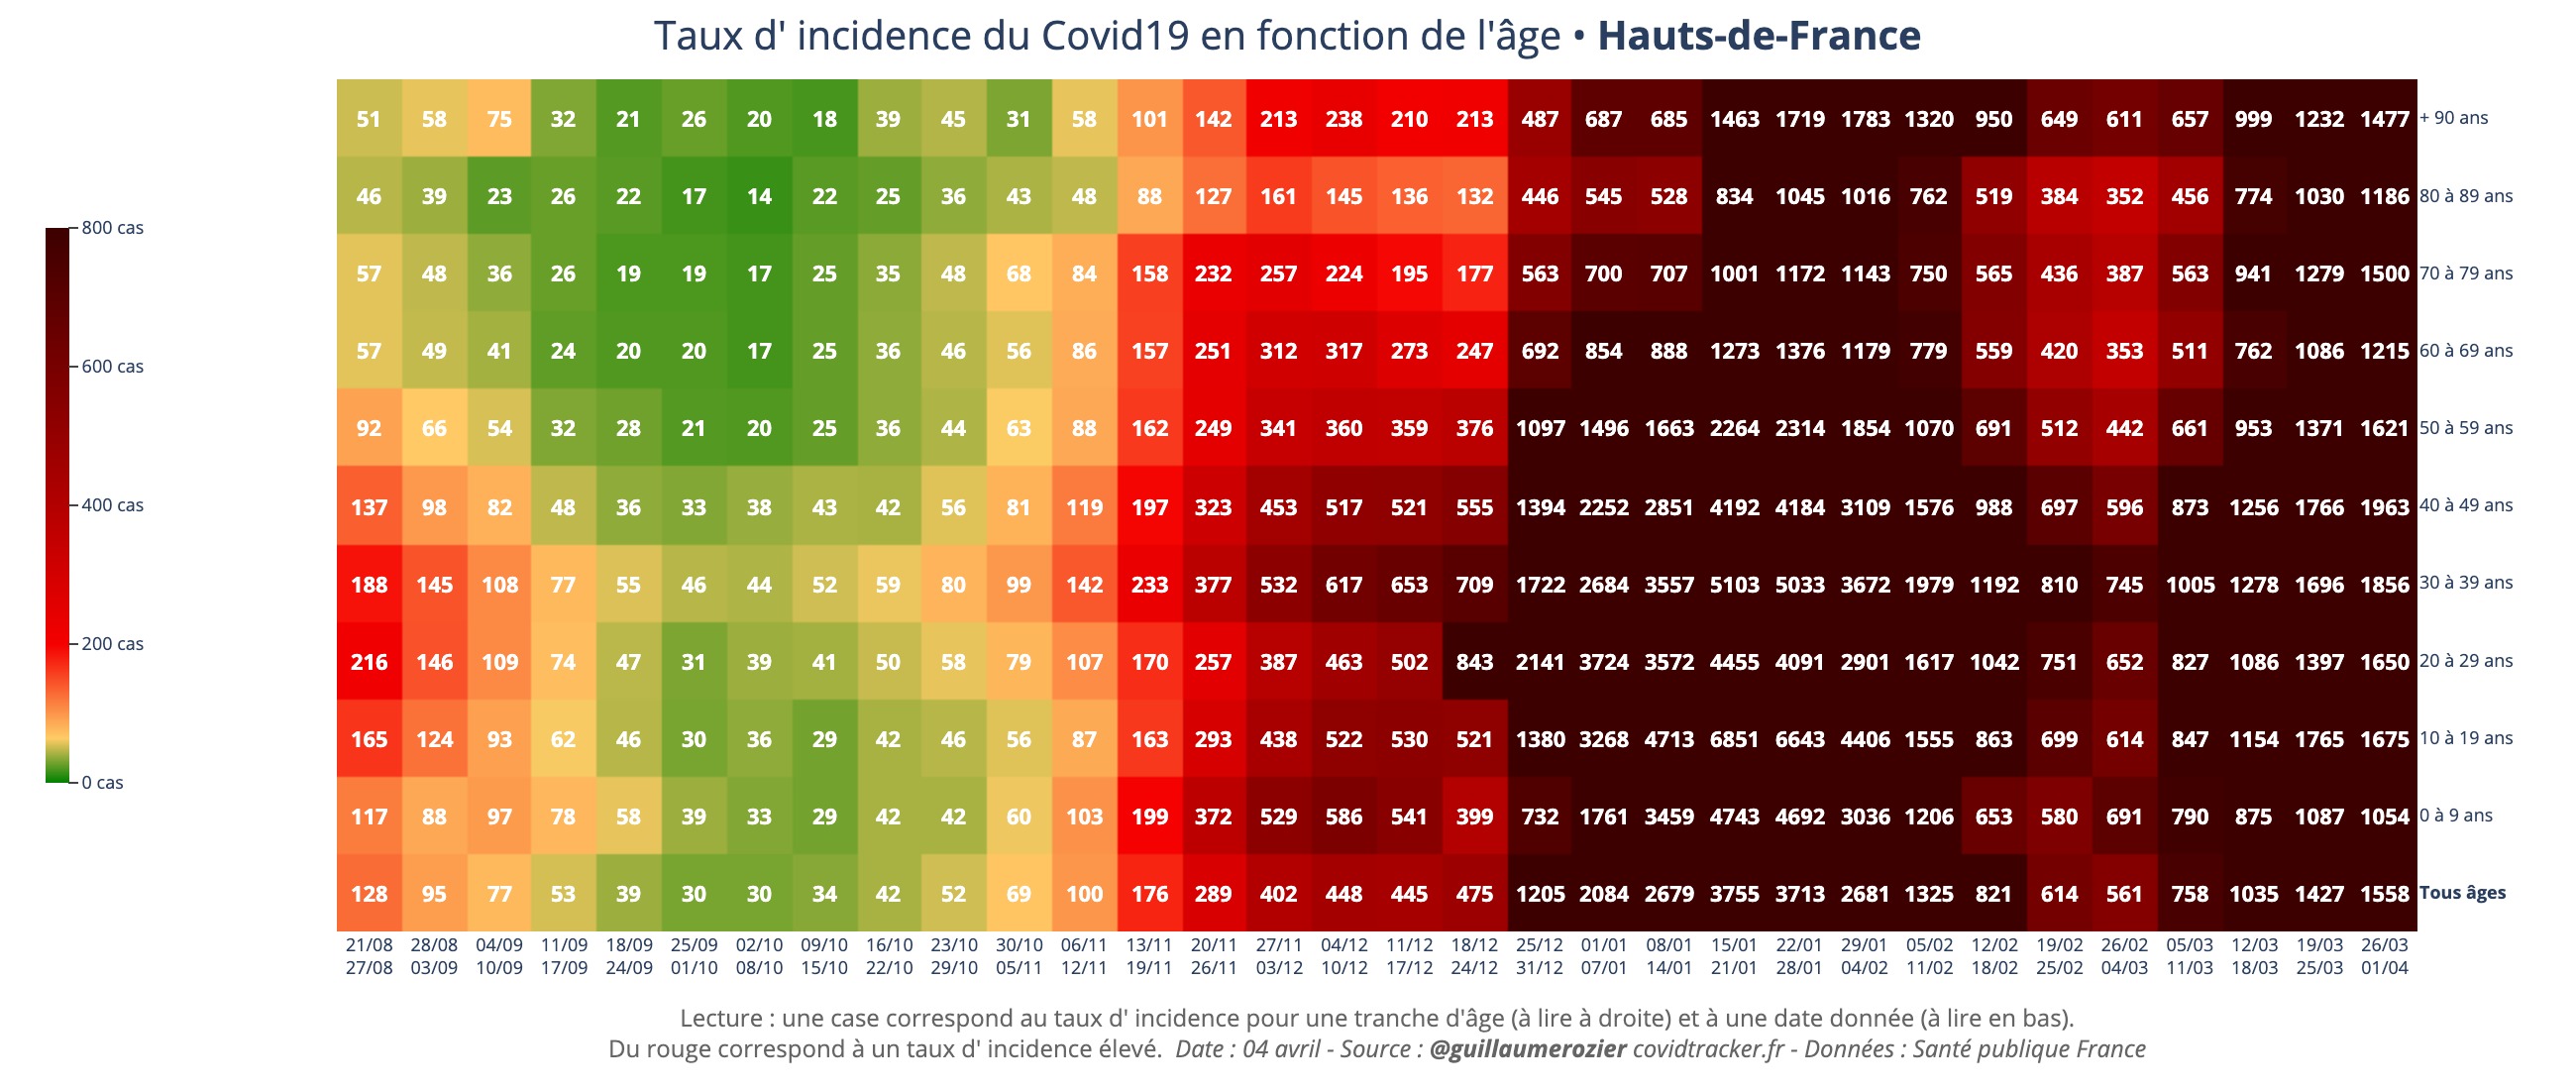 Taux d' incidence du Covid19 en fonction de l'âge • Hauts-de-France
800 cas
600 cas
400 cas
200 cas
0 cas
51 58 75 32 21 26 20 18 39 45 31 58 101 142 213 238 210 213 487 687 685 1463 1719 1783 1320 950 649 611 657 999 1232 1477 + 90 ans
46 39 23 26 22 17 14 22 25 36 43 48 88 127 161 145 136 132 446 545 528 834 1045 1016 762 519 384 352 456 774 1030 1186 80 à 89 ans
57 48 36 26 19 19 17 25 35 48 68 84 158 232 257 224 195 177 563 700 707 1001 1172 1143 750 565 436 387 563 941 1279 1500 70 à 79 ans
57 49 41 24 20 20 17 25 36 46 56 86 157 251 312 317 273 247 692 854 888 1273 1376 1179 779 559 420 353 511 762 1086 1215 60 à 69 ans
92 66 54 32 28 21 20 25 36 44 63 88 162 249 341 360 359 376 1097 1496 1663 2264 2314 1854 1070 691 512 442 661 953 1371 1621 50 à 59 ans
137 98 82 48 36 33 38 43 42 56 81 119 197 323 453 517 521 555 1394 2252 2851 4192 4184 3109 1576 988 697 596 873 1256 1766 1963 40 à 49 ans
188 145 108 77 55 46 44 52 59 80 99 142 233 377 532 617 653 709 1722 2684 3557 5103 5033 3672 1979 1192 810 745 1005 1278 1696 1856 30 à 39 ans
216 146 109 74 47 31 39 41 50 58 79 107 170 257 387 463 502 843 2141 3724 3572 4455 4091 2901 1617 1042 751 652 827 1086 1397 1650 20 à 29 ans
165 124 93 62 46 30 36 29 42 46 56 87 163 293 438 522 530 521 1380 3268 4713 6851 6643 4406 1555 863 699 614 847 1154 1765 1675 10 à 19 ans
117 88 97 78 58 39 33 29 42 42 60 103 199 372 529 586 541 399 732 1761 3459 4743 4692 3036 1206 653 580 691 790 875 1087 1054 0 à 9 ans
128 95 77 53 39 30 30 34 42 52 69 100 176 289 402 448 445 475 1205 2084 2679 3755 3713 2681 1325 821 614 561 758 1035 1427 1558 Tous âges
21/08 28/08 04/09 11/09 18/09 25/09 02/10 09/10 16/10 23/10 30/10 06/11 13/11 20/11 27/11 04/12 11/12 18/12 25/12 01/01 08/01 15/01 22/01 29/01 05/02 12/02 19/02 26/02 05/03 12/03 19/03 26/03
27/08 03/09 10/09 17/09 24/09 01/10 08/10 15/10 22/10 29/10 05/11 12/11 19/11 26/11 03/12 10/12 17/12 24/12 31/12 07/01 14/01 21/01 28/01 04/02 11/02 18/02 25/02 04/03 11/03 18/03 25/03 01/04
Lecture : une case correspond au taux d' incidence pour une tranche d'âge (à lire à droite) et à une date donnée (à lire en bas).
Du rouge correspond à un taux d' incidence élevé. Date : 04 avril - Source : @guillaumerozier covidtracker.fr - Données : Santé publique France